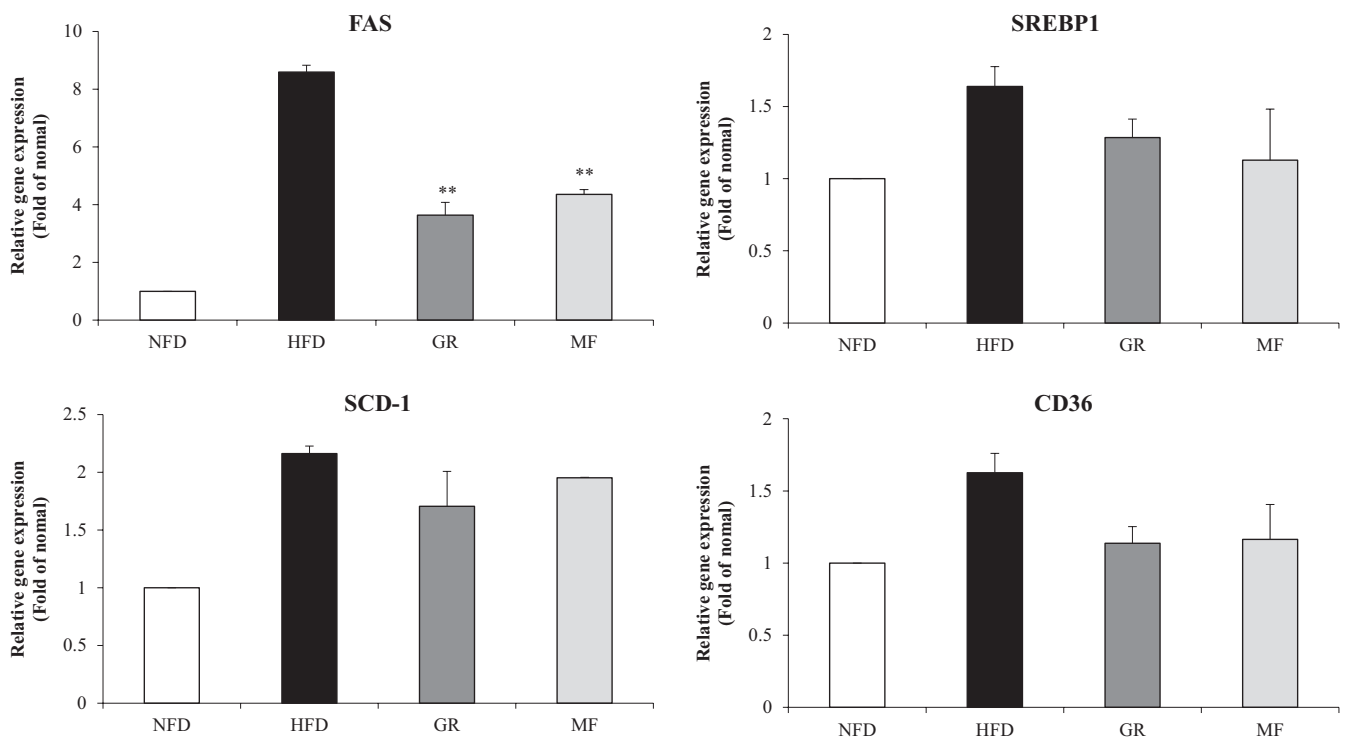 FAS
Relative gene expression
(Fold of nomal)
10
8
6
4
2
0
**
**
NFD HFD GR MF
SREBP1
Relative gene expression
(Fold of nomal)
2
1.5
1
0.5
0
NFD HFD GR MF
SCD-1
Relative gene expression
(Fold of nomal)
2.5
2
1.5
1
0.5
0
NFD HFD GR MF
CD36
Relative gene expression
(Fold of nomal)
2
1.5
1
0.5
0
NFD HFD GR MF